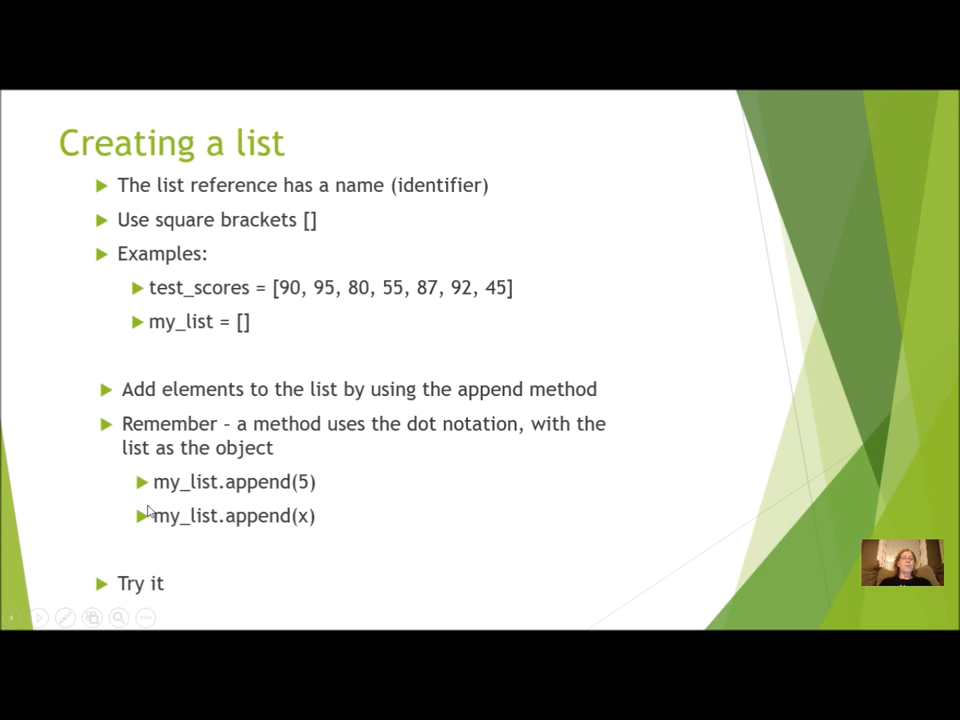 Creating a list
The list reference has a name (identifier)
Use square brackets []
Examples:
test_scores = [90, 95, 80, 55, 87, 92, 45]
my_list = []
Add elements to the list by using the append method
Remember – a method uses the dot notation, with the
list as the object
my_list.append(5)
my_list.append(x)
Try it